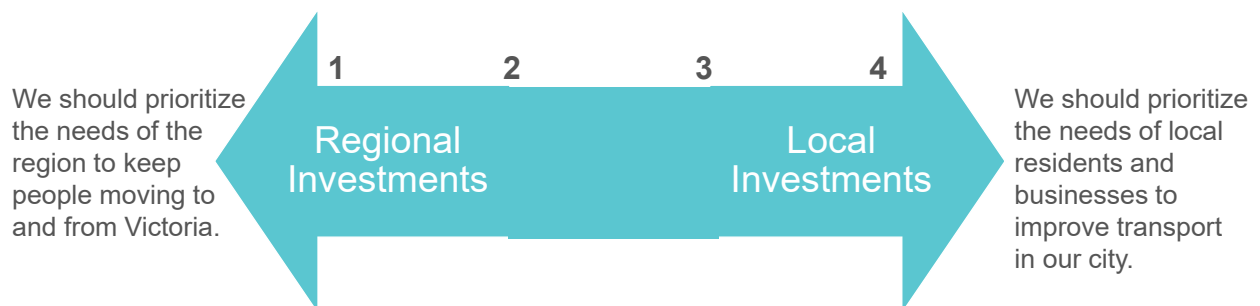 1 2 3 4
We should prioritize
the needs of the
region to keep
people moving to
and from Victoria.
Regional
Investments
Local
Investments
We should prioritize
the needs of local
residents and
businesses to
improve transport
in our city.